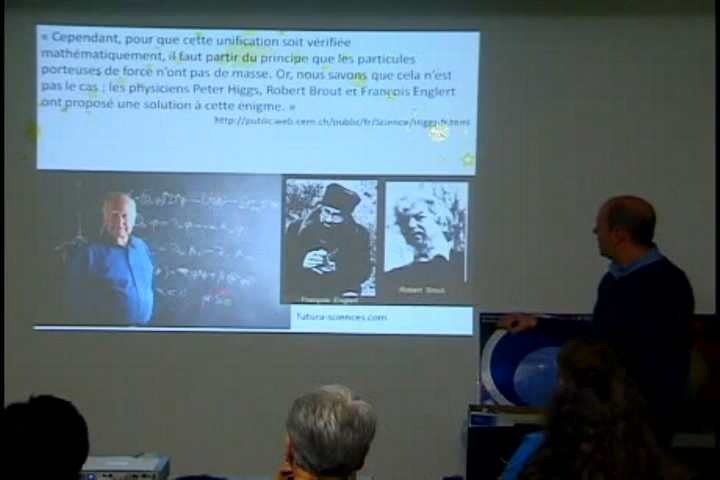 « Cependant, pour que cette unification soit vérifiée
mathématiquement, il faut partir du principe que les particules
porteuses de force n'ont pas de masse. Or, nous savons que cela n'est
pas le cas ; les physiciens Peter Higgs, Robert Brout et François Englert
ont proposé une solution à cette énigme. »
http://public.web.cern.ch/public/fr/Science/Higgs-fr.html
François Englert
Robert Brout
futura-sciences.com